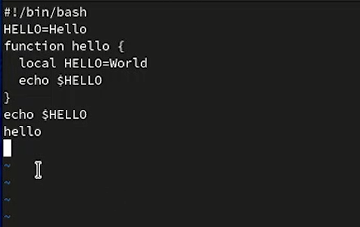 #!/bin/bash
HELLO=Hello
function hello {
  local HELLO=World
  echo $HELLO
}
echo $HELLO
hello
~
~
~
~